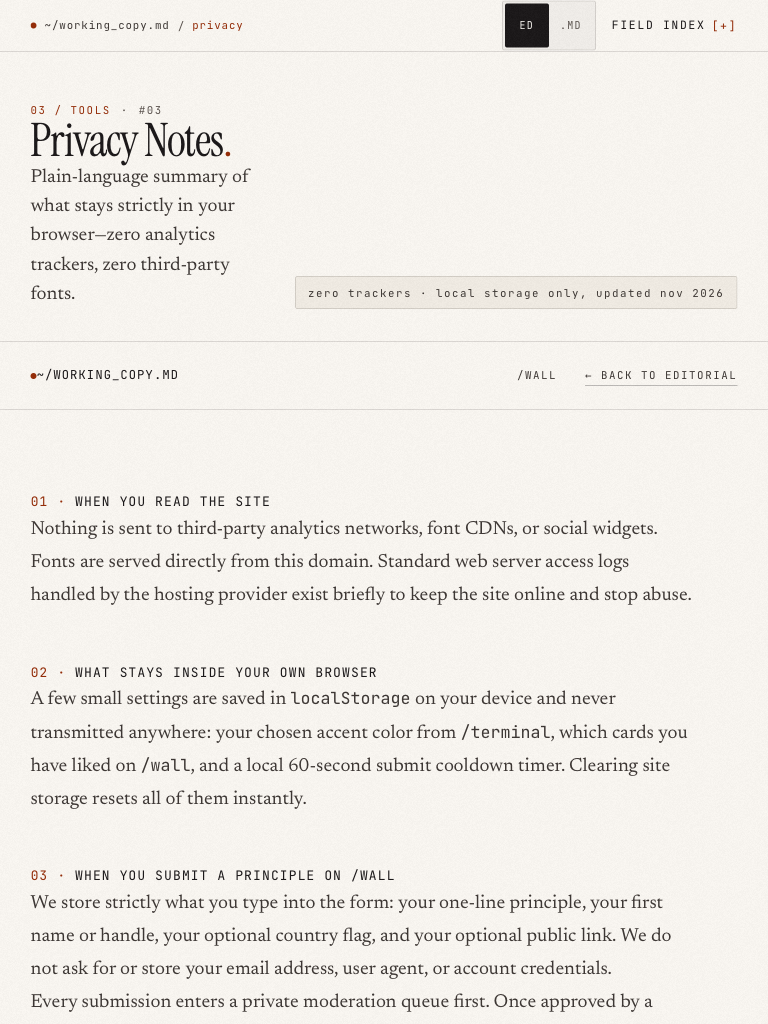 ● ~/working_copy.md / privacy
ED .MD FIELD INDEX [+]
03 / TOOLS · #03
Privacy Notes.
Plain-language summary of
what stays strictly in your
browser—zero analytics
trackers, zero third-party
fonts.
zero trackers · local storage only, updated nov 2026
●~/WORKING_COPY.MD
/WALL ← BACK TO EDITORIAL
01 · WHEN YOU READ THE SITE
Nothing is sent to third-party analytics networks, font CDNs, or social widgets.
Fonts are served directly from this domain. Standard web server access logs
handled by the hosting provider exist briefly to keep the site online and stop abuse.
02 · WHAT STAYS INSIDE YOUR OWN BROWSER
A few small settings are saved in localStorage on your device and never
transmitted anywhere: your chosen accent color from /terminal, which cards you
have liked on /wall, and a local 60-second submit cooldown timer. Clearing site
storage resets all of them instantly.
03 · WHEN YOU SUBMIT A PRINCIPLE ON /WALL
We store strictly what you type into the form: your one-line principle, your first
name or handle, your optional country flag, and your optional public link. We do
not ask for or store your email address, user agent, or account credentials.
Every submission enters a private moderation queue first. Once approved by a